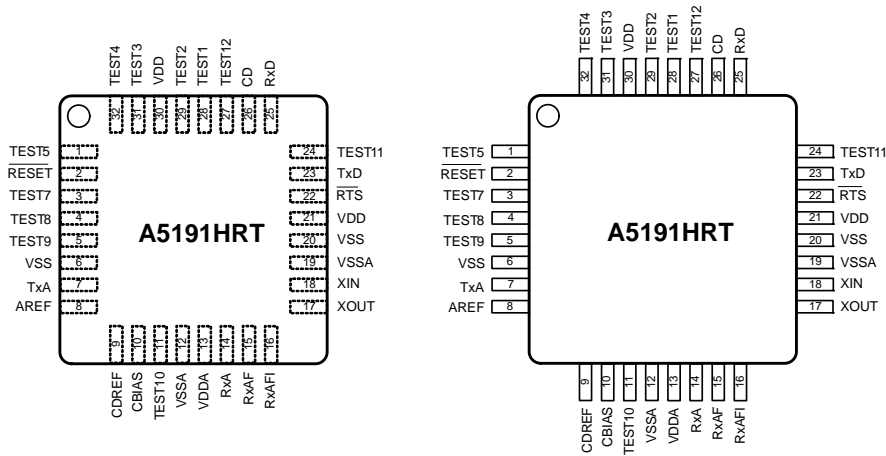 TEST4
TEST3
VDD
TEST2
TEST1
TEST12
CD
RxD
32
31
30
29
28
27
26
25
TEST5 1
RESET 2
TEST7 3
TEST8 4
TEST9 5
VSS 6
TxA 7
AREF 8
A5191HRT
24 TEST11
23 TxD
22 RTS
21 VDD
20 VSS
19 VSSA
18 XIN
17 XOUT
9
10
11
12
13
14
15
16
CDREF
CBIAS
TEST10
VSSA
VDDA
RxA
RxAF
RxAFI
TEST4
TEST3
VDD
TEST2
TEST1
TEST12
CD
RxD
32
31
30
29
28
27
26
25
TEST5 1
RESET 2
TEST7 3
TEST8 4
TEST9 5
VSS 6
TxA 7
AREF 8
A5191HRT
24 TEST11
23 TxD
22 RTS
21 VDD
20 VSS
19 VSSA
18 XIN
17 XOUT
9
10
11
12
13
14
15
16
CDREF
CBIAS
TEST10
VSSA
VDDA
RxA
RxAF
RxAFI